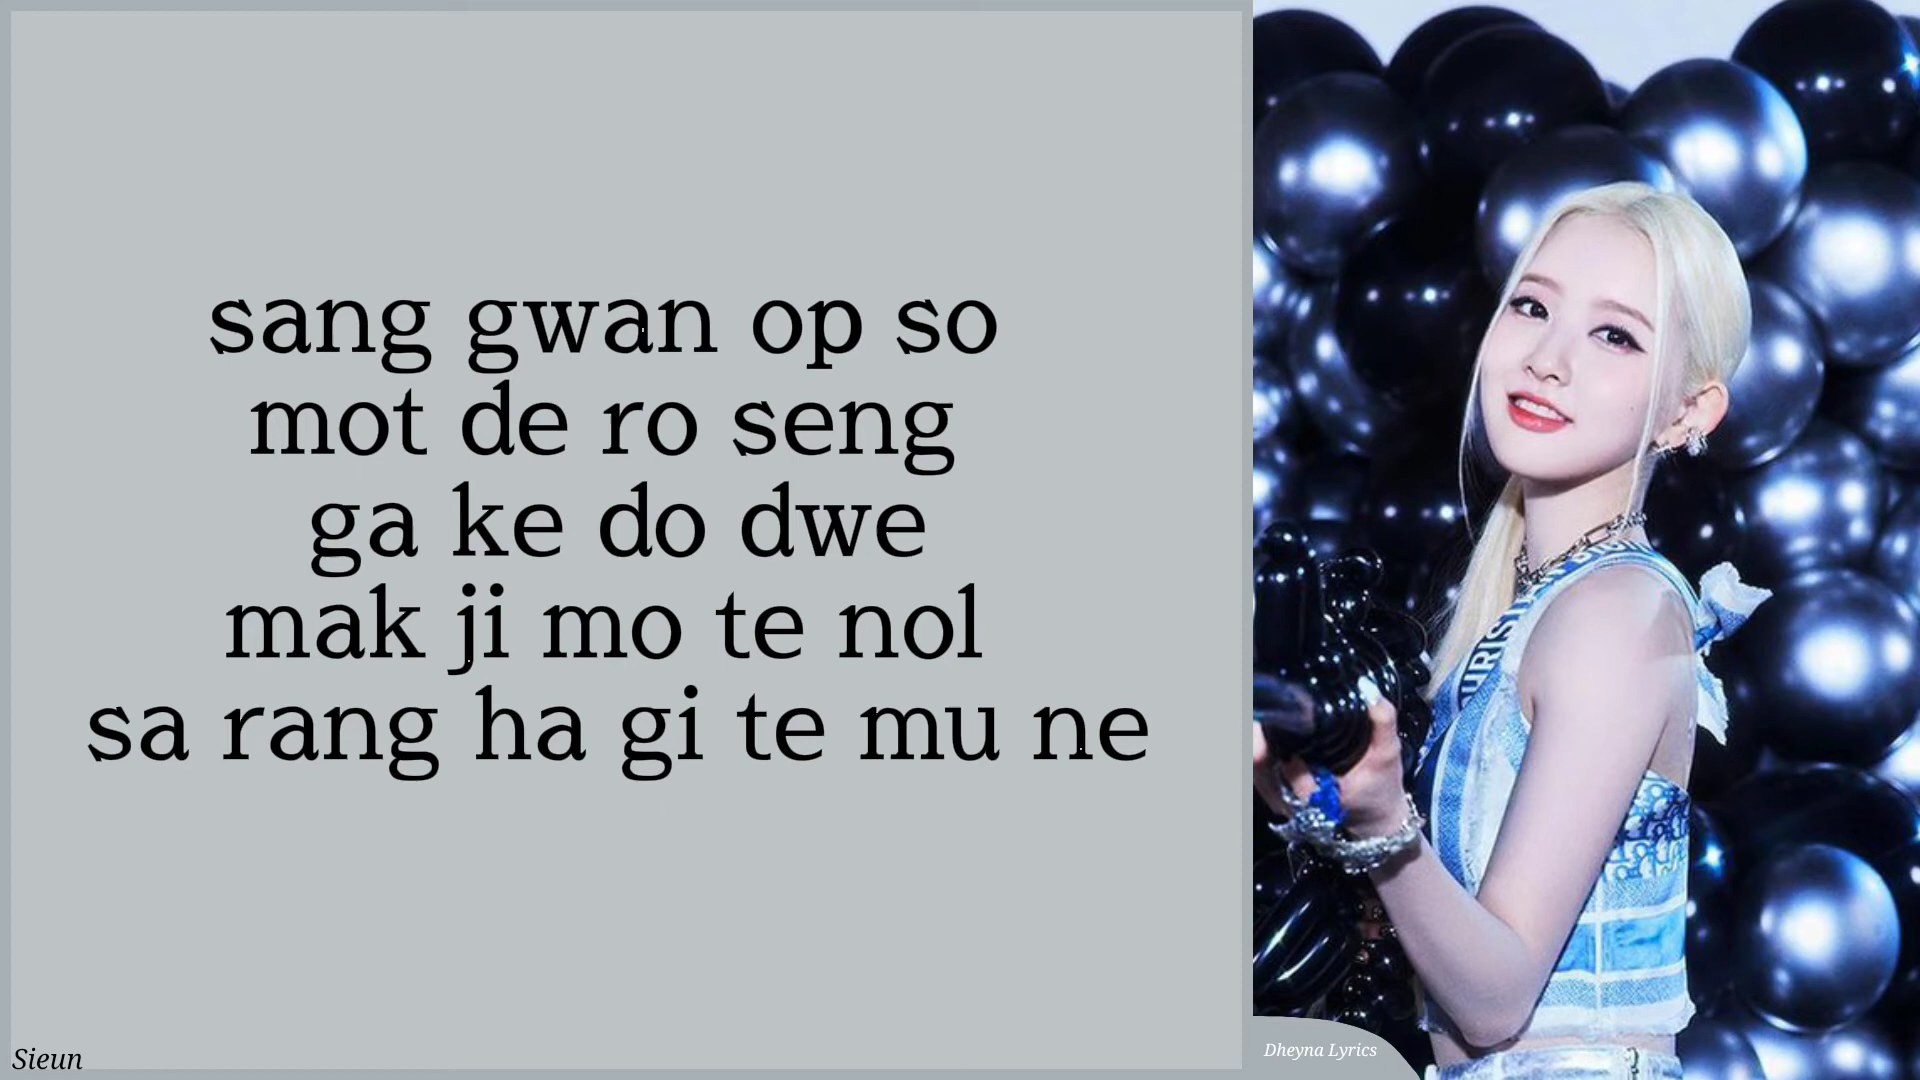 sang gwan op so
mot de ro seng
ga ke do dwe
mak ji mo te nol
sa rang ha gi te mu ne
Sieun
Dheyna Lyrics